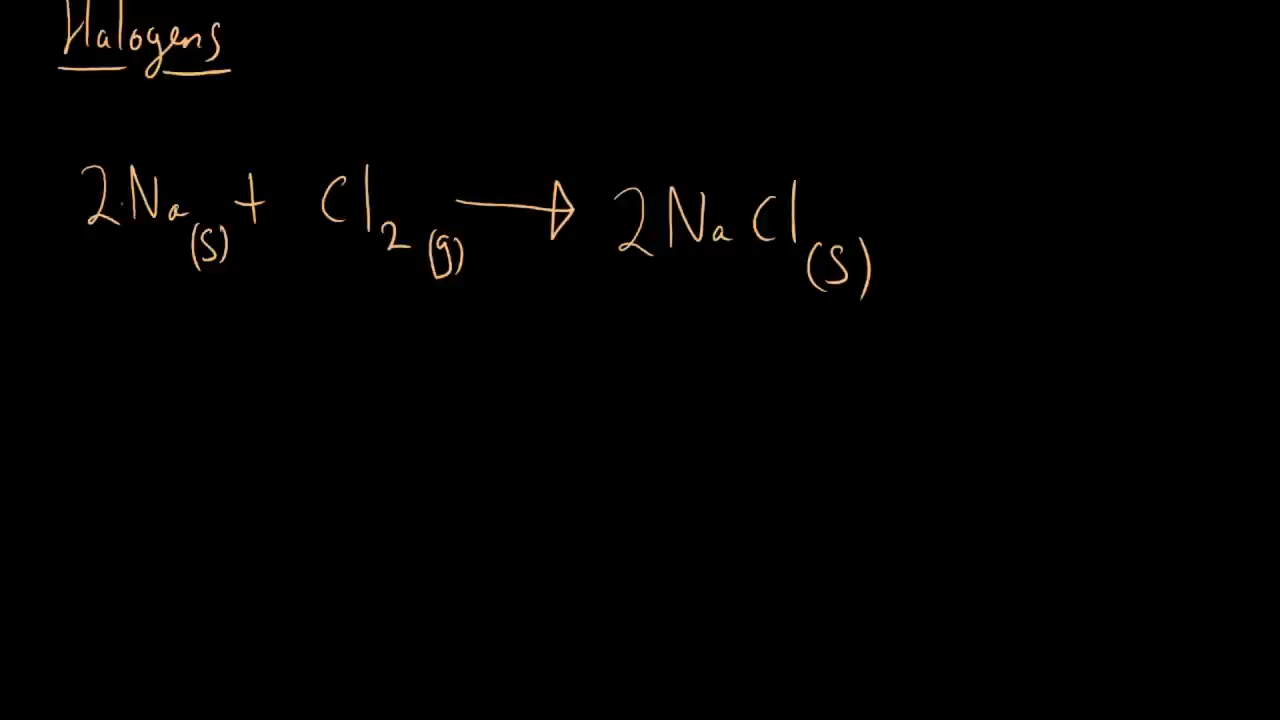 Halogens
2Na(s) + Cl2(g) → 2NaCl(s)